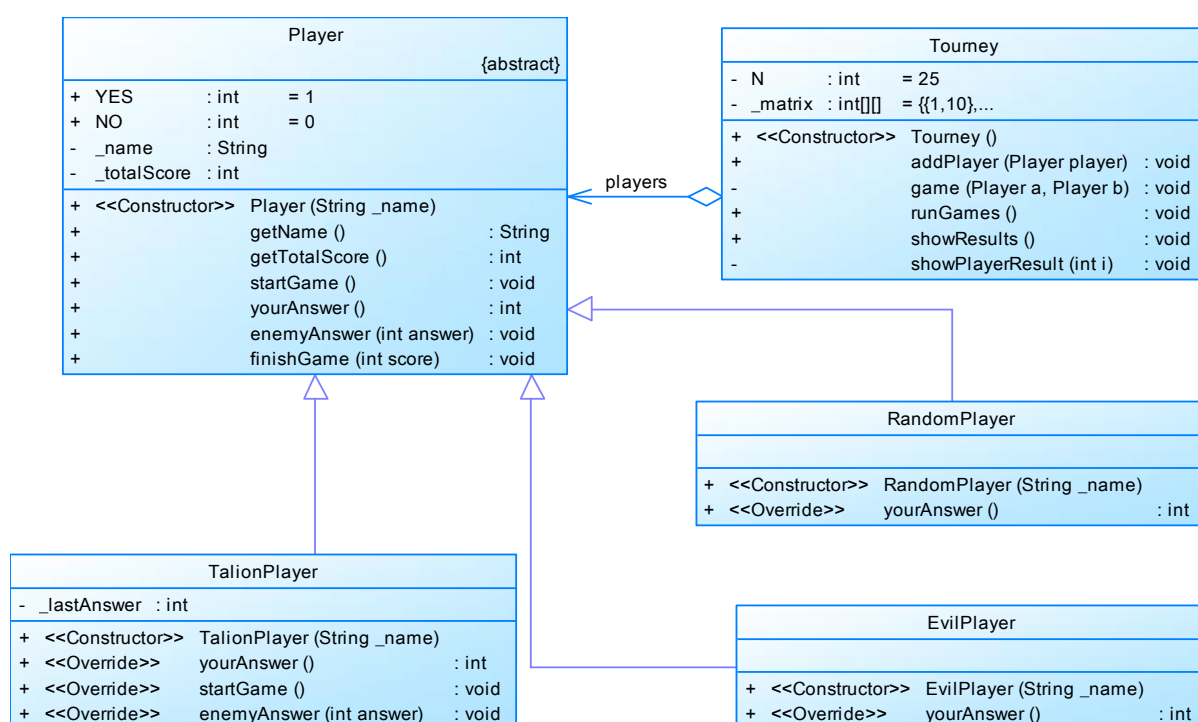 Player
{abstract}
+ YES : int = 1
+ NO : int = 0
- _name : String
- _totalScore : int
+ <<Constructor>> Player (String _name)
+ getName () : String
+ getTotalScore () : int
+ startGame () : void
+ yourAnswer () : int
+ enemyAnswer (int answer) : void
+ finishGame (int score) : void
players
Tourney
- N : int = 25
- _matrix : int[][] = {{1,10},...
+ <<Constructor>> Tourney ()
+ addPlayer (Player player) : void
- game (Player a, Player b) : void
+ runGames () : void
+ showResults () : void
- showPlayerResult (int i) : void
RandomPlayer
+ <<Constructor>> RandomPlayer (String _name)
+ <<Override>> yourAnswer () : int
TalionPlayer
- _lastAnswer : int
+ <<Constructor>> TalionPlayer (String _name)
+ <<Override>> yourAnswer () : int
+ <<Override>> startGame () : void
+ <<Override>> enemyAnswer (int answer) : void
EvilPlayer
+ <<Constructor>> EvilPlayer (String _name)
+ <<Override>> yourAnswer () : int